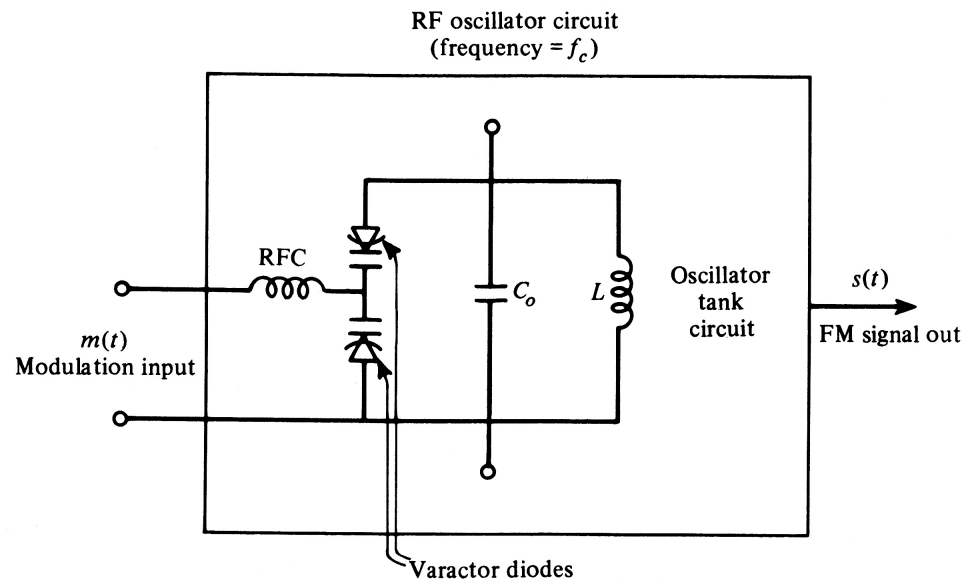 RF oscillator circuit
(frequency = f_c)
RFC
C_o
L
Oscillator
tank
circuit
s(t)
FM signal out
m(t)
Modulation input
Varactor diodes